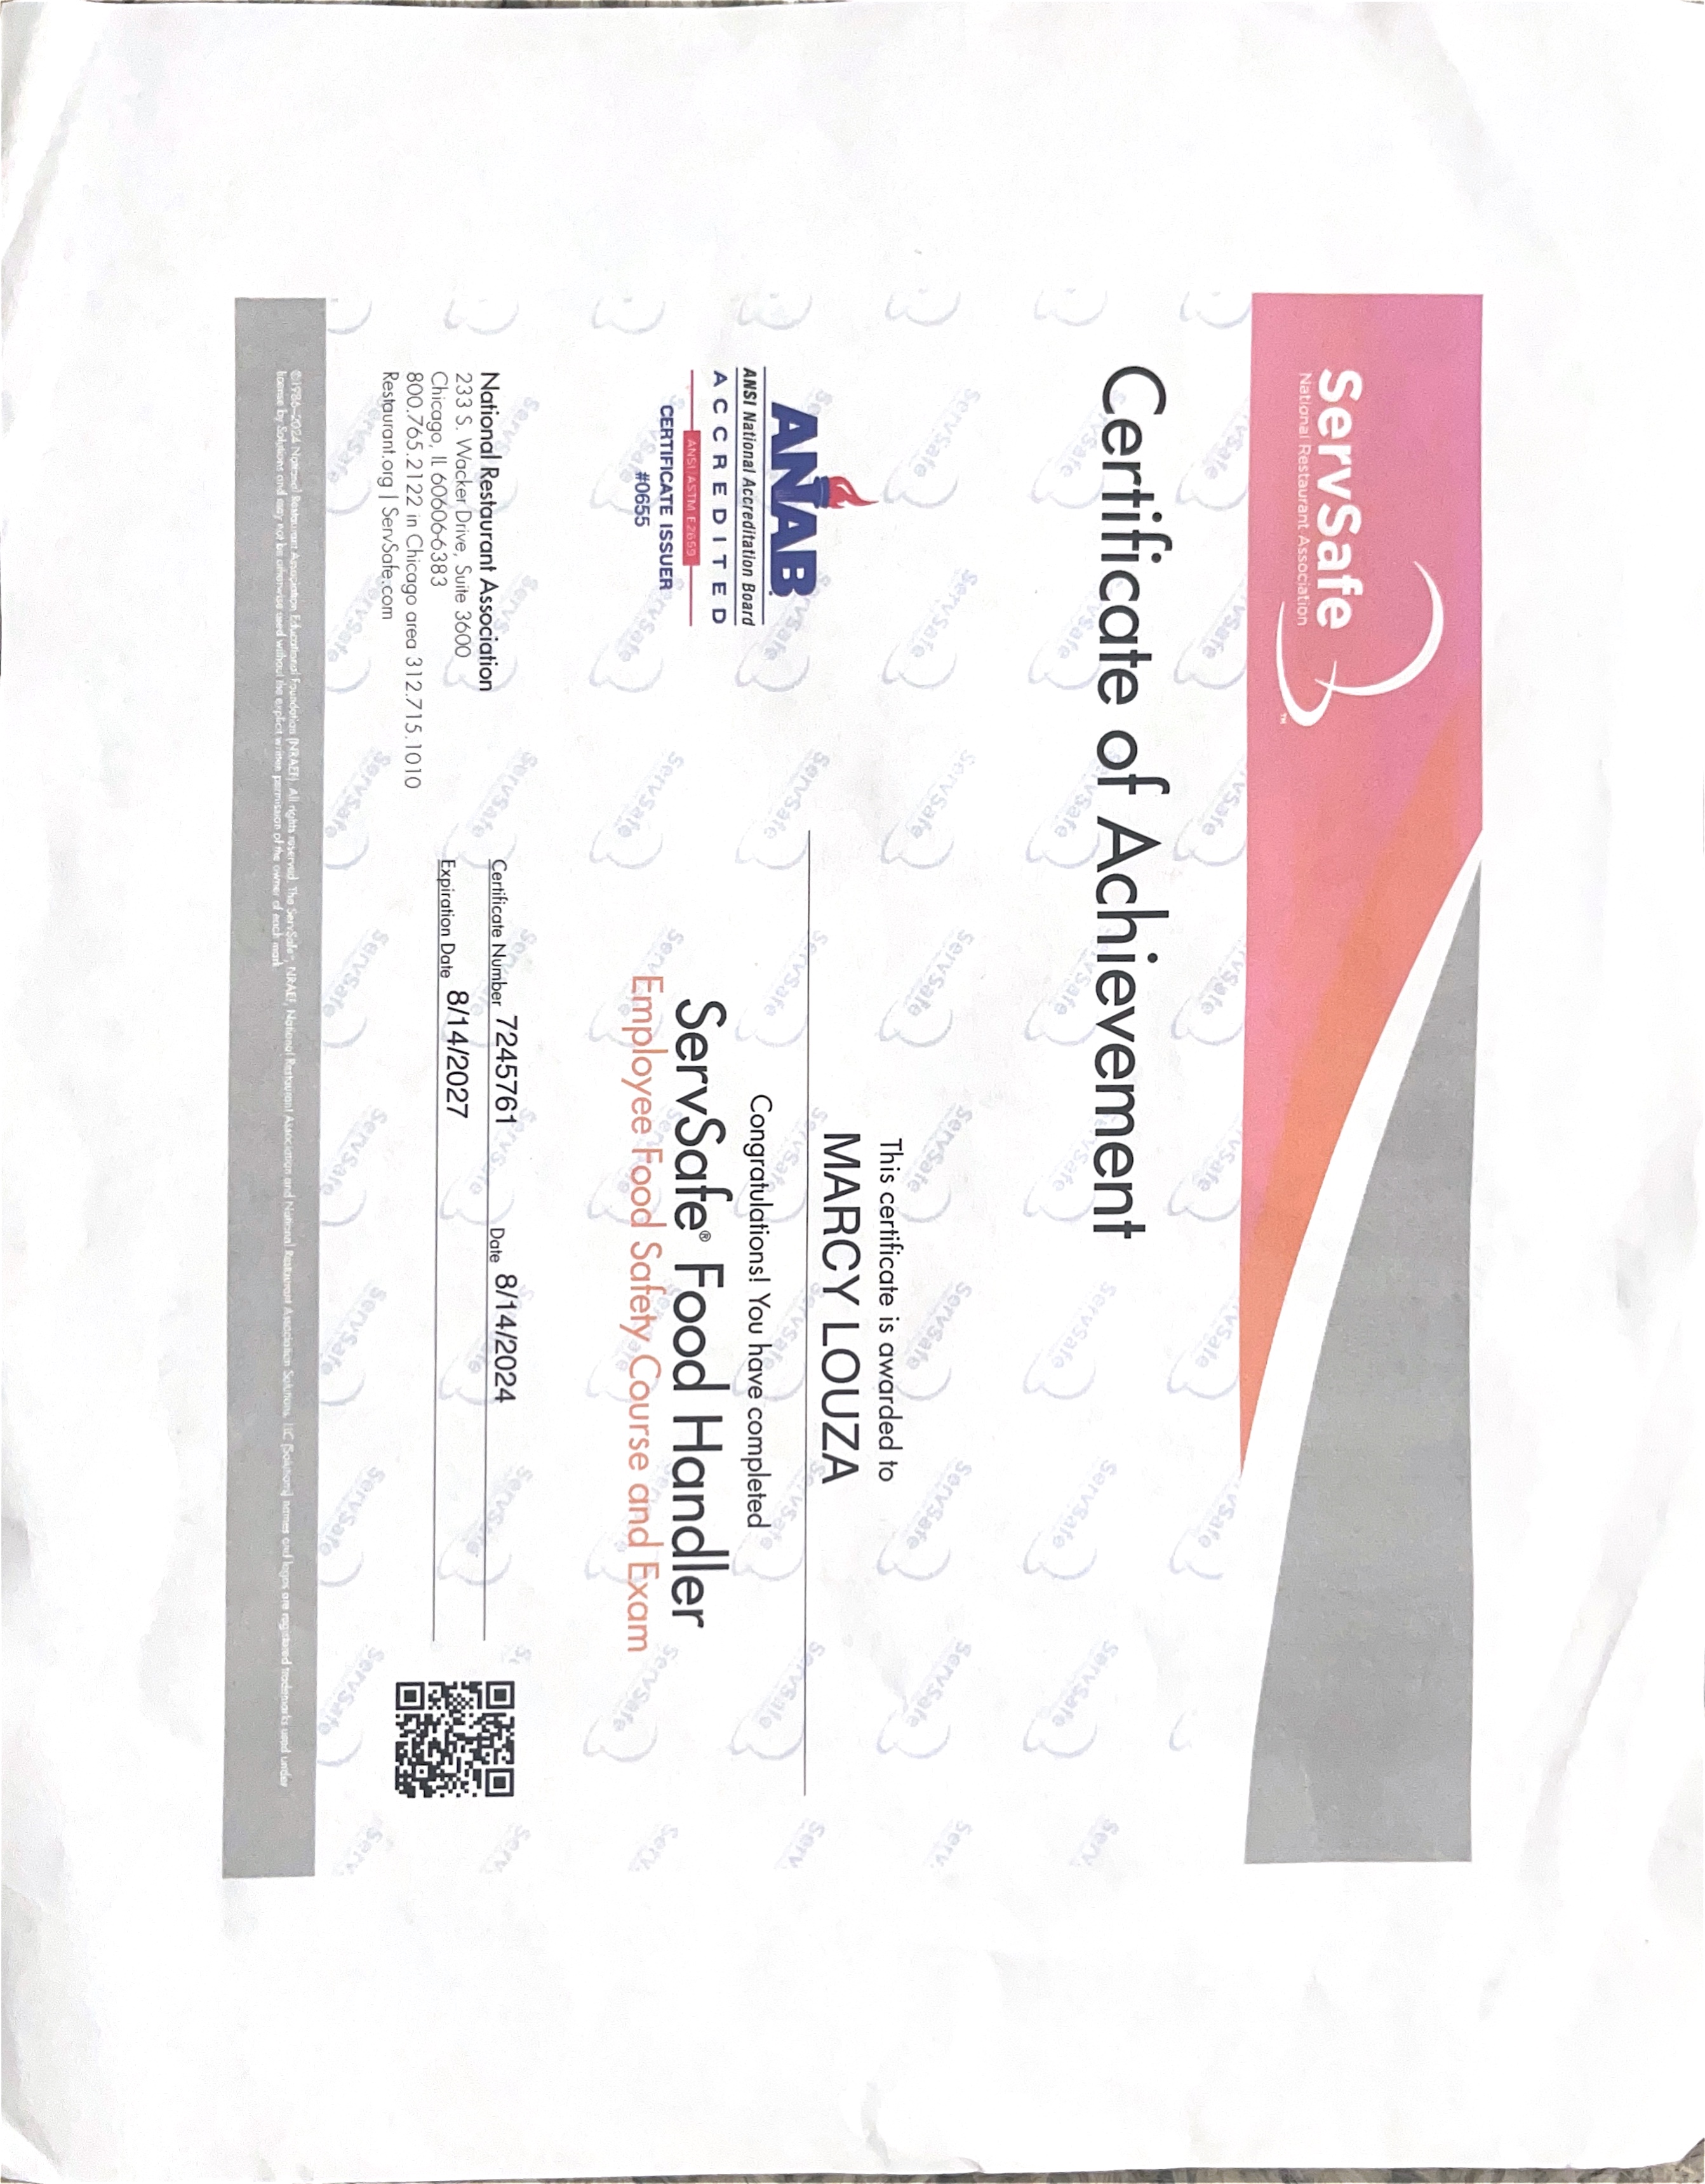 ServSafe
National Restaurant Association
™
Certificate of Achievement
This certificate is awarded to
MARCY LOUZA
Congratulations! You have completed
ServSafe® Food Handler
Employee Food Safety Course and Exam
ANAB
ANSI National Accreditation Board
ACCREDITED
ANSI/ASTM E2659
CERTIFICATE ISSUER
#0655
Certificate Number 7245761 Date 8/14/2024
Expiration Date 8/14/2027
National Restaurant Association
233 S. Wacker Drive, Suite 3600
Chicago, IL 60606-6383
800.765.2122 in Chicago area 312.715.1010
Restaurant.org | ServSafe.com
©1986–2024 National Restaurant Association Educational Foundation (NRAEF). All rights reserved. The ServSafe®, NRAEF, National Restaurant Association and National Restaurant Association Solutions, LLC (Solutions) names and logos are registered trademarks used under
license by Solutions and may not be otherwise used without the explicit written permission of the owner of each mark